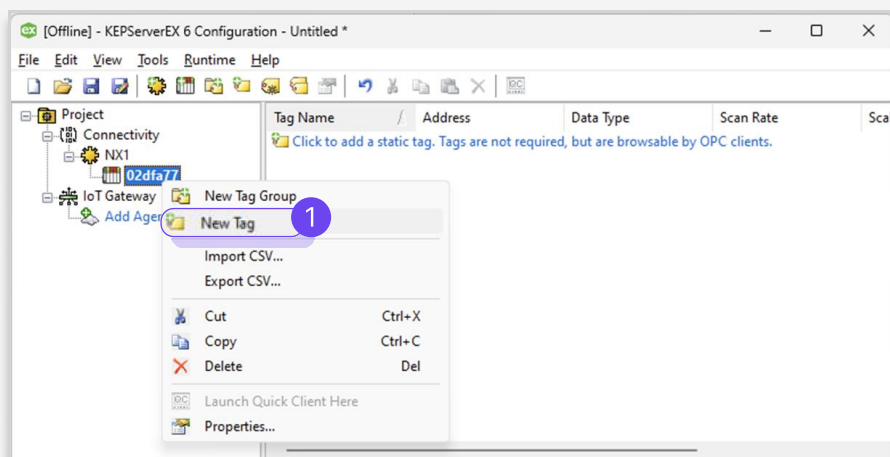 [Offline] - KEPServerEX 6 Configuration - Untitled *
File Edit View Tools Runtime Help
Tag Name Address Data Type Scan Rate Sca
Click to add a static tag. Tags are not required, but are browsable by OPC clients.
Project
Connectivity
NX1
02dfa77
IoT Gateway
Add Agen
New Tag Group
New Tag
1
Import CSV...
Export CSV...
Cut Ctrl+X
Copy Ctrl+C
Delete Del
Launch Quick Client Here
Properties...